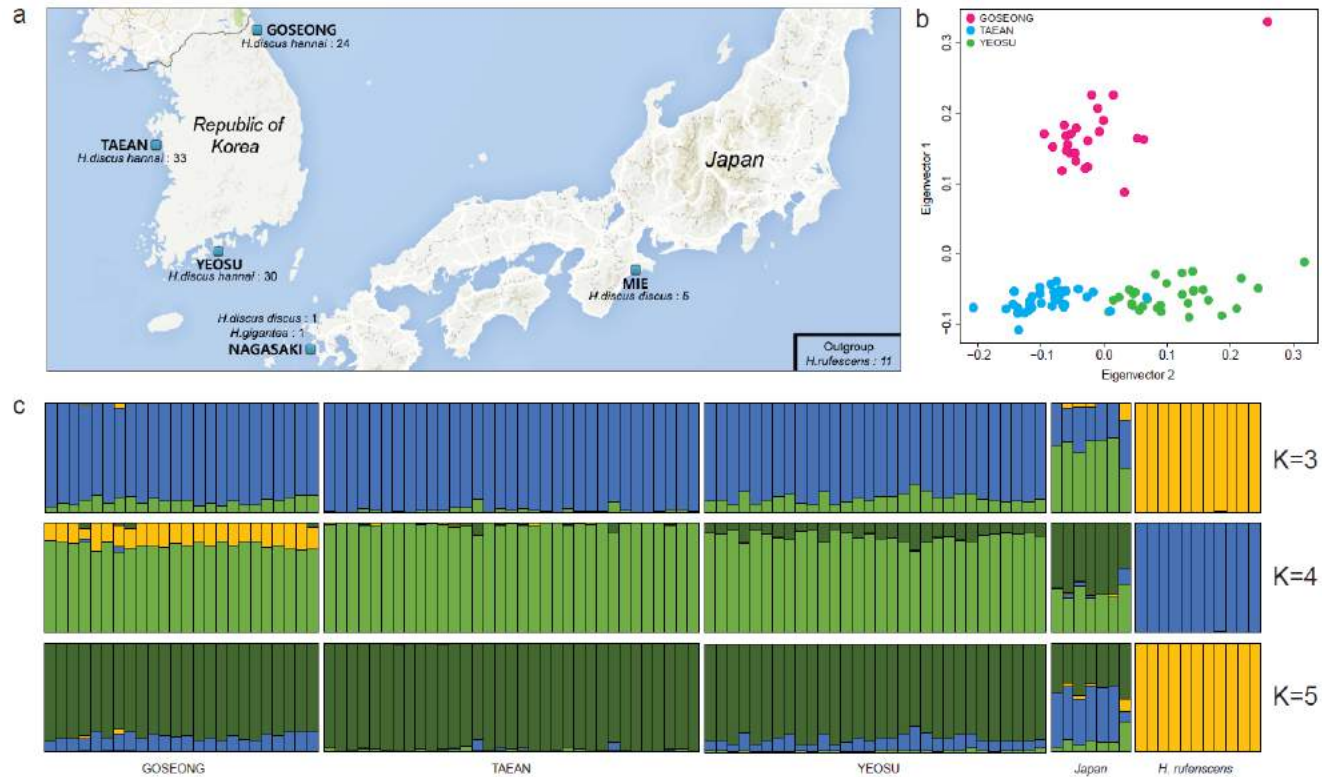 a
GOSEONG
H.discus hannai : 24
Republic of
Korea
TAEAN
H.discus hannai : 33
Japan
YEOSU
H.discus hannai : 30
MIE
H.discus discus : 5
H.discus discus : 1
H.gigantea : 1
NAGASAKI
Outgroup
H.rufescens : 11
b
GOSEONG
TAEAN
YEOSU
Eigenvector 1
0.3
0.2
0.1
0.0
−0.1
−0.2
−0.1
0.0
0.1
0.2
0.3
Eigenvector 2
c
K=3
K=4
K=5
GOSEONG
TAEAN
YEOSU
Japan
H. rufenscens